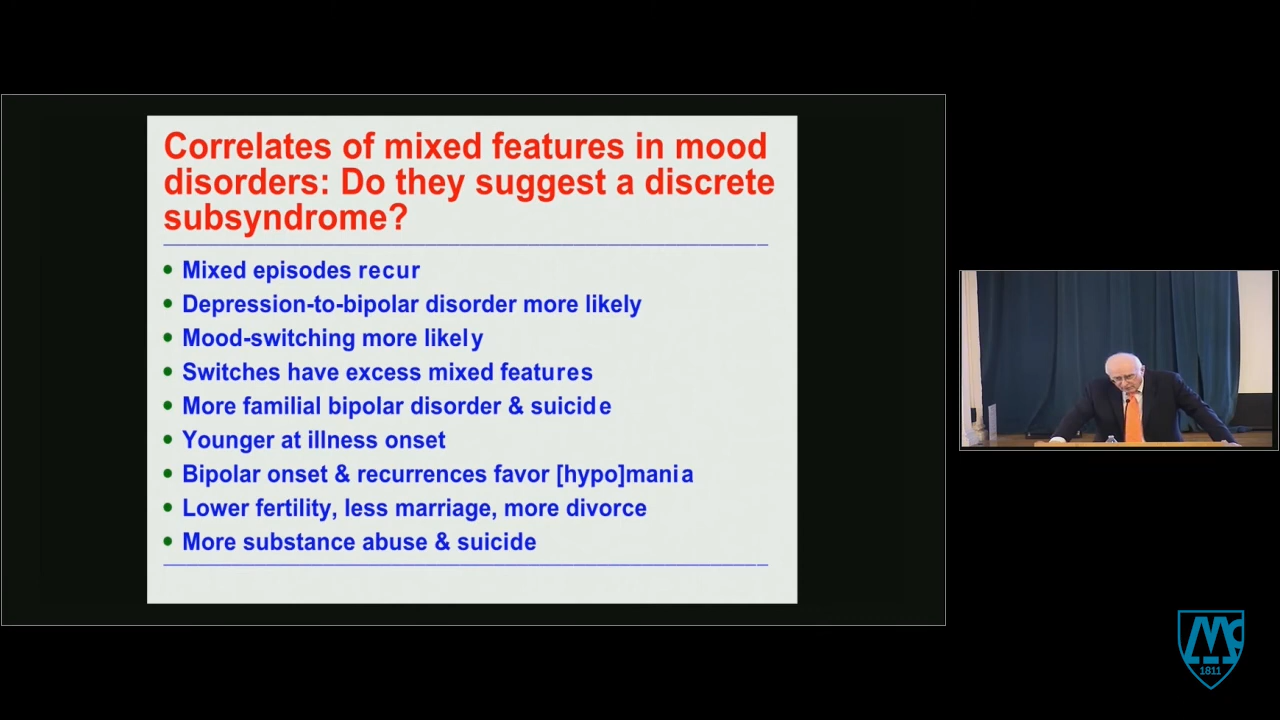 Correlates of mixed features in mood
disorders: Do they suggest a discrete
subsyndrome?
• Mixed episodes recur
• Depression-to-bipolar disorder more likely
• Mood-switching more likely
• Switches have excess mixed features
• More familial bipolar disorder & suicide
• Younger at illness onset
• Bipolar onset & recurrences favor [hypo]mania
• Lower fertility, less marriage, more divorce
• More substance abuse & suicide
Mc
1811